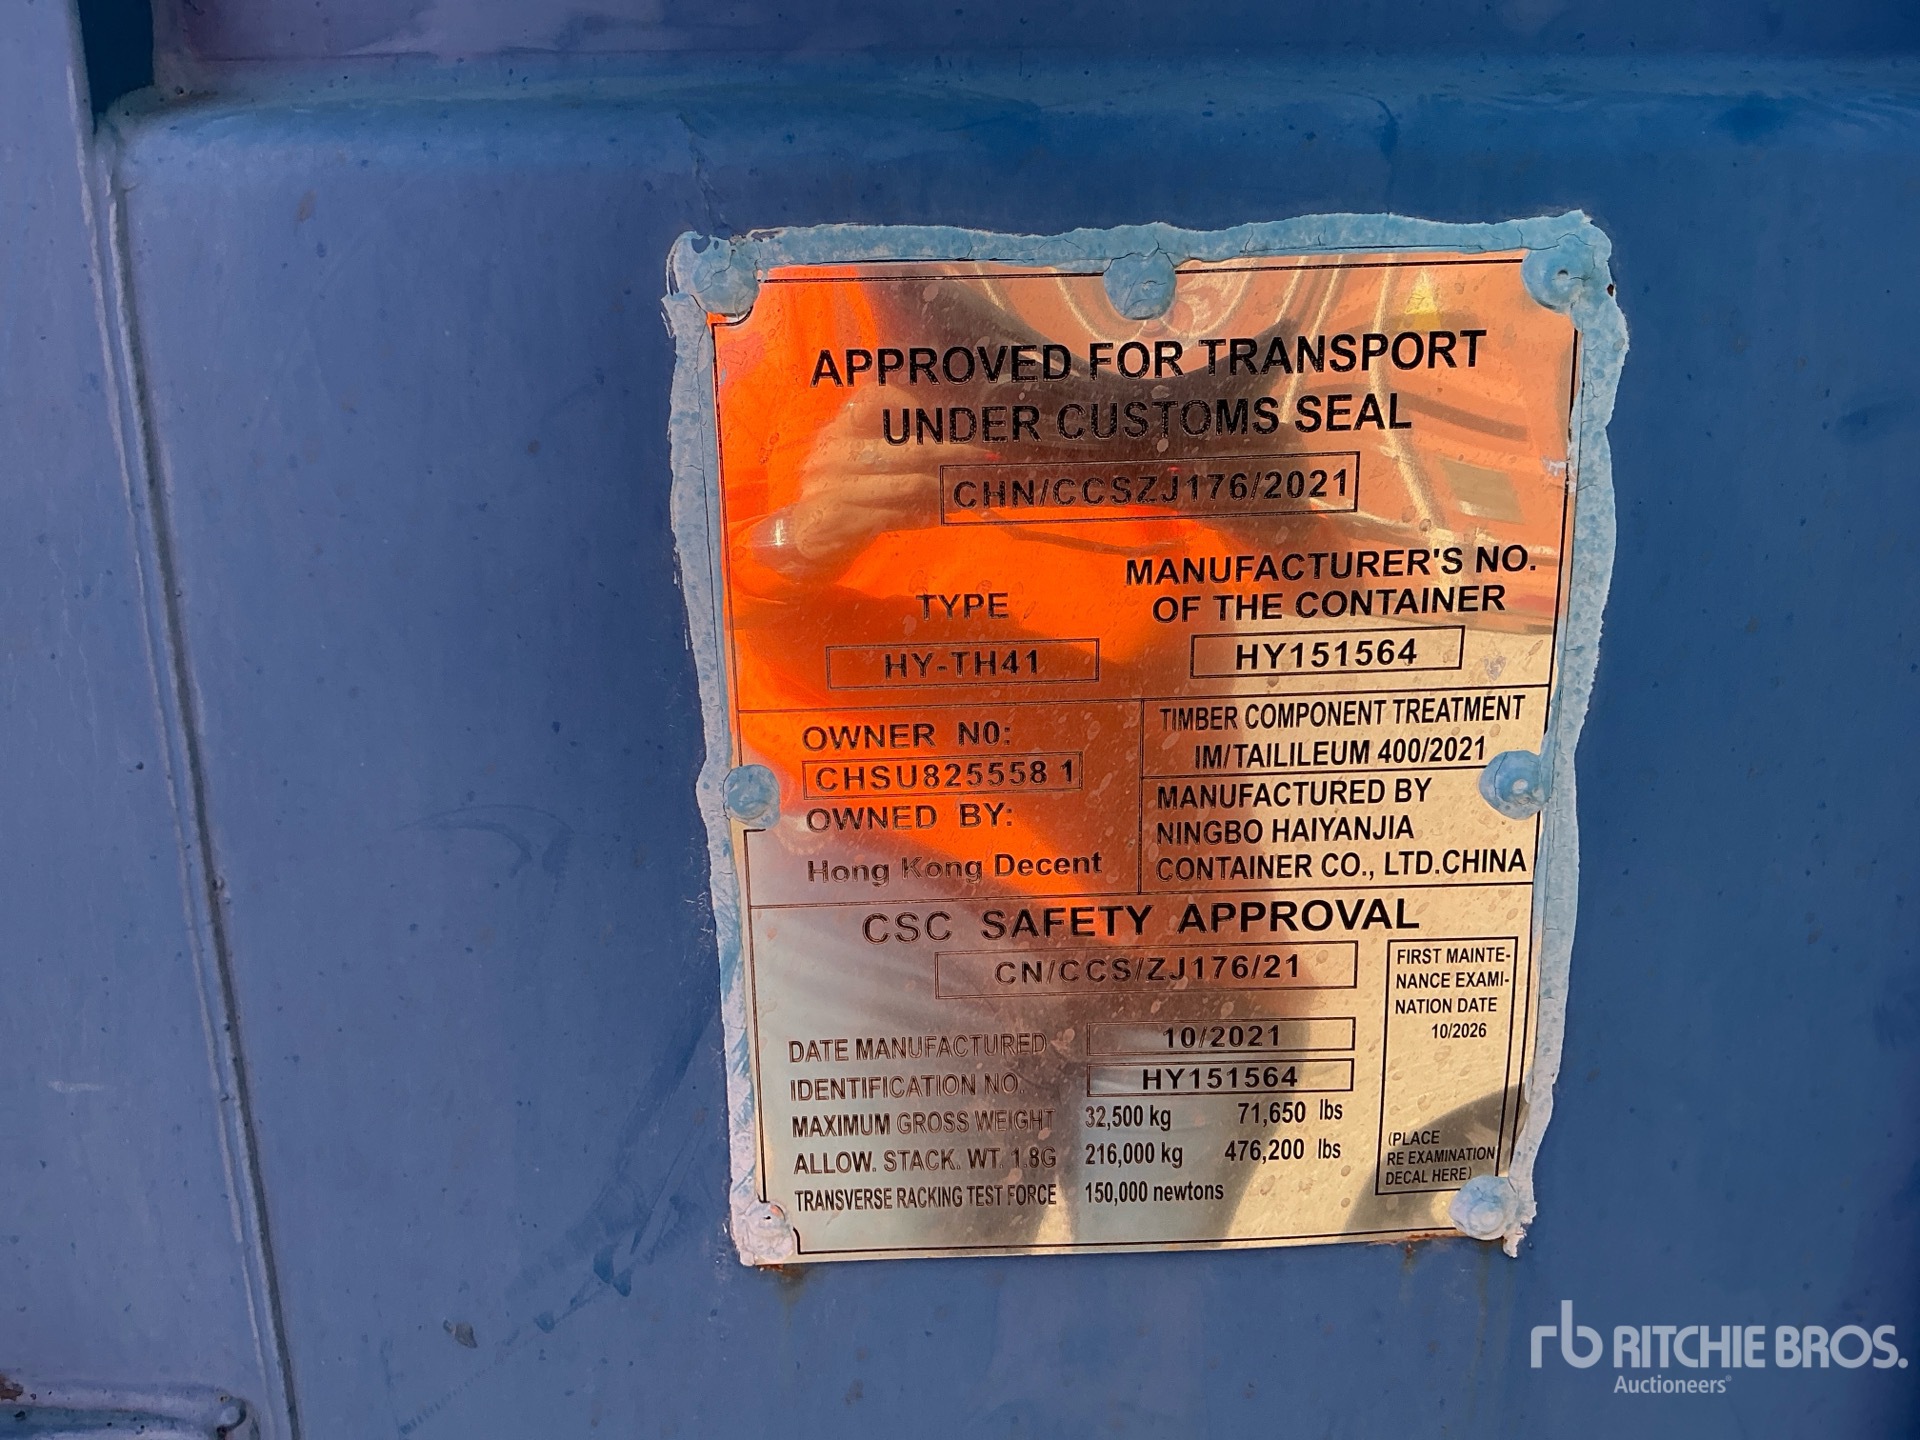 APPROVED FOR TRANSPORT
UNDER CUSTOMS SEAL
CHN/CCSZJ176/2021
TYPE
HY-TH41
MANUFACTURER'S NO.
OF THE CONTAINER
HY151564
OWNER N0:
CHSU825558 1
OWNED BY:
Hong Kong Decent
TIMBER COMPONENT TREATMENT
IM/TAILILEUM 400/2021
MANUFACTURED BY
NINGBO HAIYANJIA
CONTAINER CO., LTD.CHINA
CSC SAFETY APPROVAL
CN/CCS/ZJ176/21
DATE MANUFACTURED 10/2021
IDENTIFICATION NO. HY151564
MAXIMUM GROSS WEIGHT 32,500 kg 71,650 lbs
ALLOW. STACK. WT. 1.8G 216,000 kg 476,200 lbs
TRANSVERSE RACKING TEST FORCE 150,000 newtons
FIRST MAINTE-
NANCE EXAMI-
NATION DATE
10/2026
(PLACE
RE EXAMINATION
DECAL HERE)
rb RITCHIE BROS.
Auctioneers®